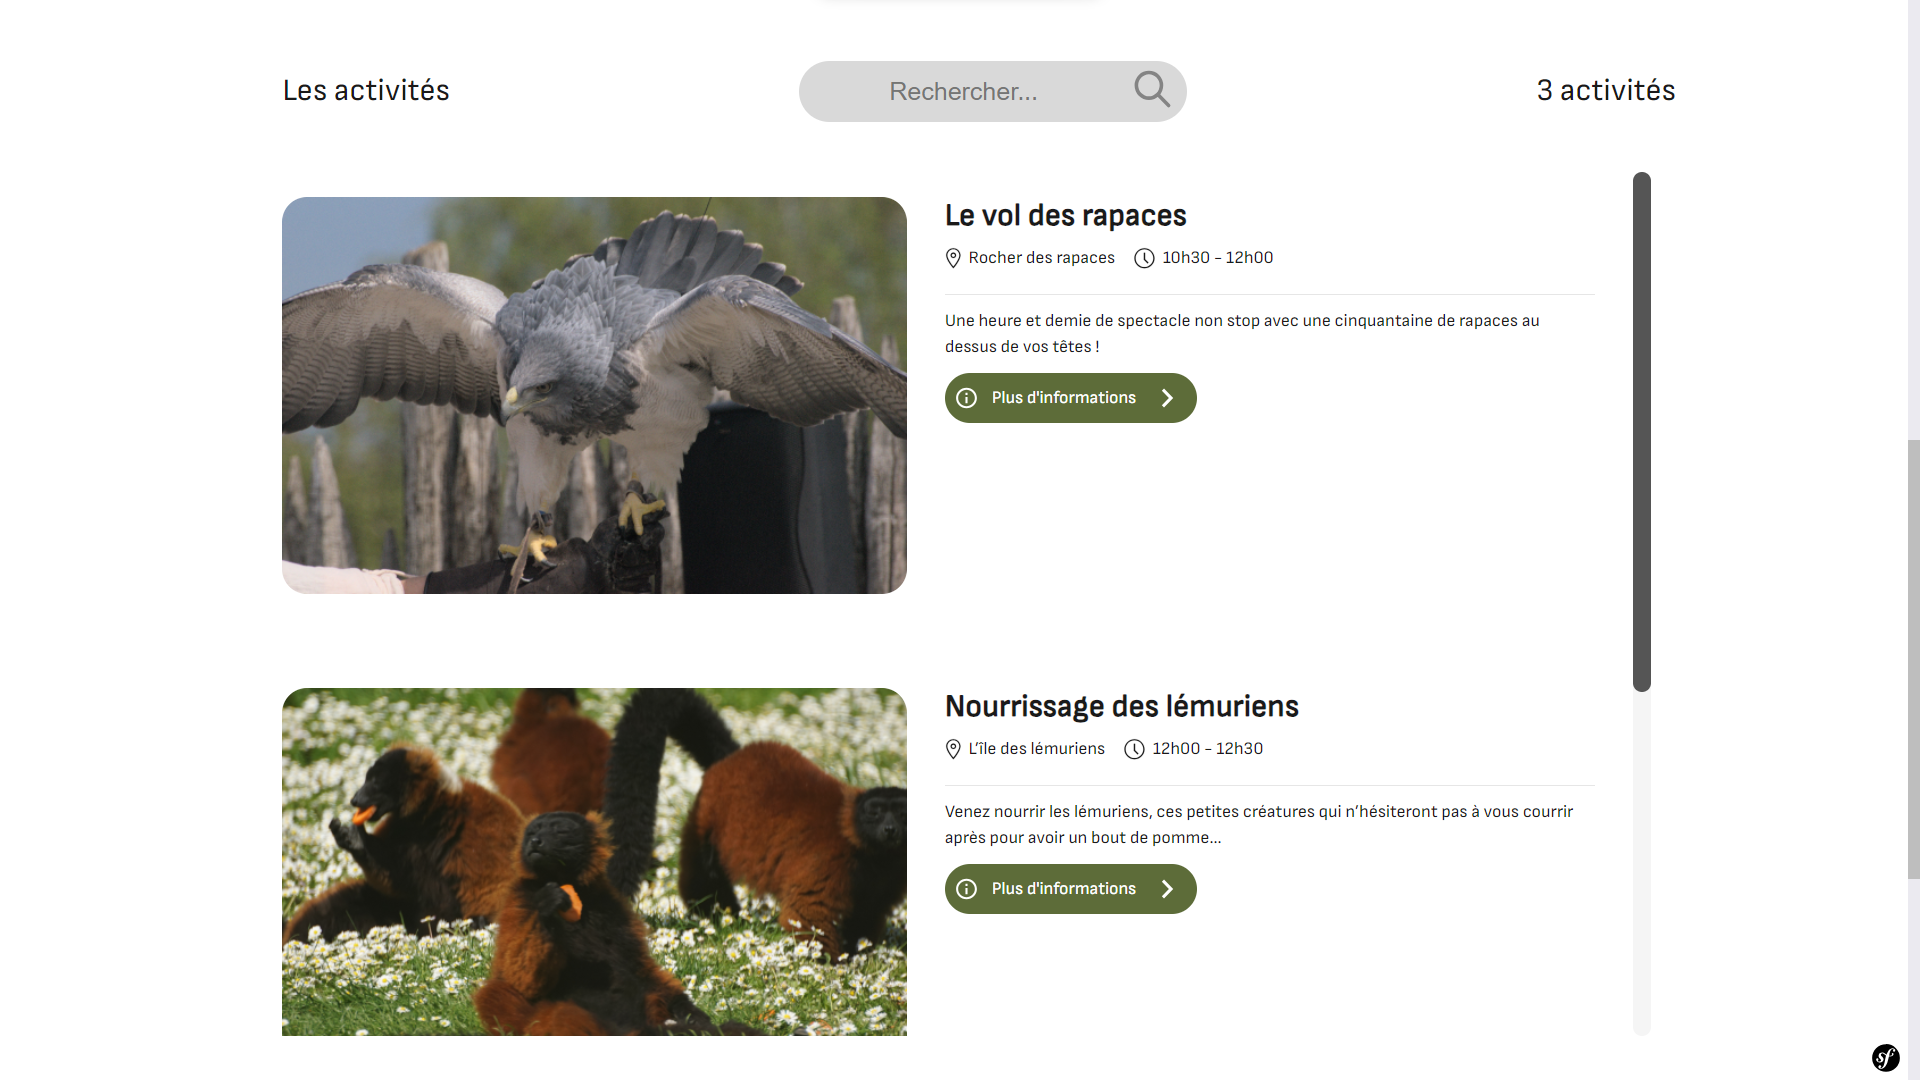 Les activités
Rechercher...
3 activités
Le vol des rapaces
Rocher des rapaces 10h30 - 12h00
Une heure et demie de spectacle non stop avec une cinquantaine de rapaces au
dessus de vos têtes !
Plus d'informations
Nourrissage des lémuriens
L’île des lémuriens 12h00 - 12h30
Venez nourrir les lémuriens, ces petites créatures qui n’hésiteront pas à vous courrir
après pour avoir un bout de pomme...
Plus d'informations
sf